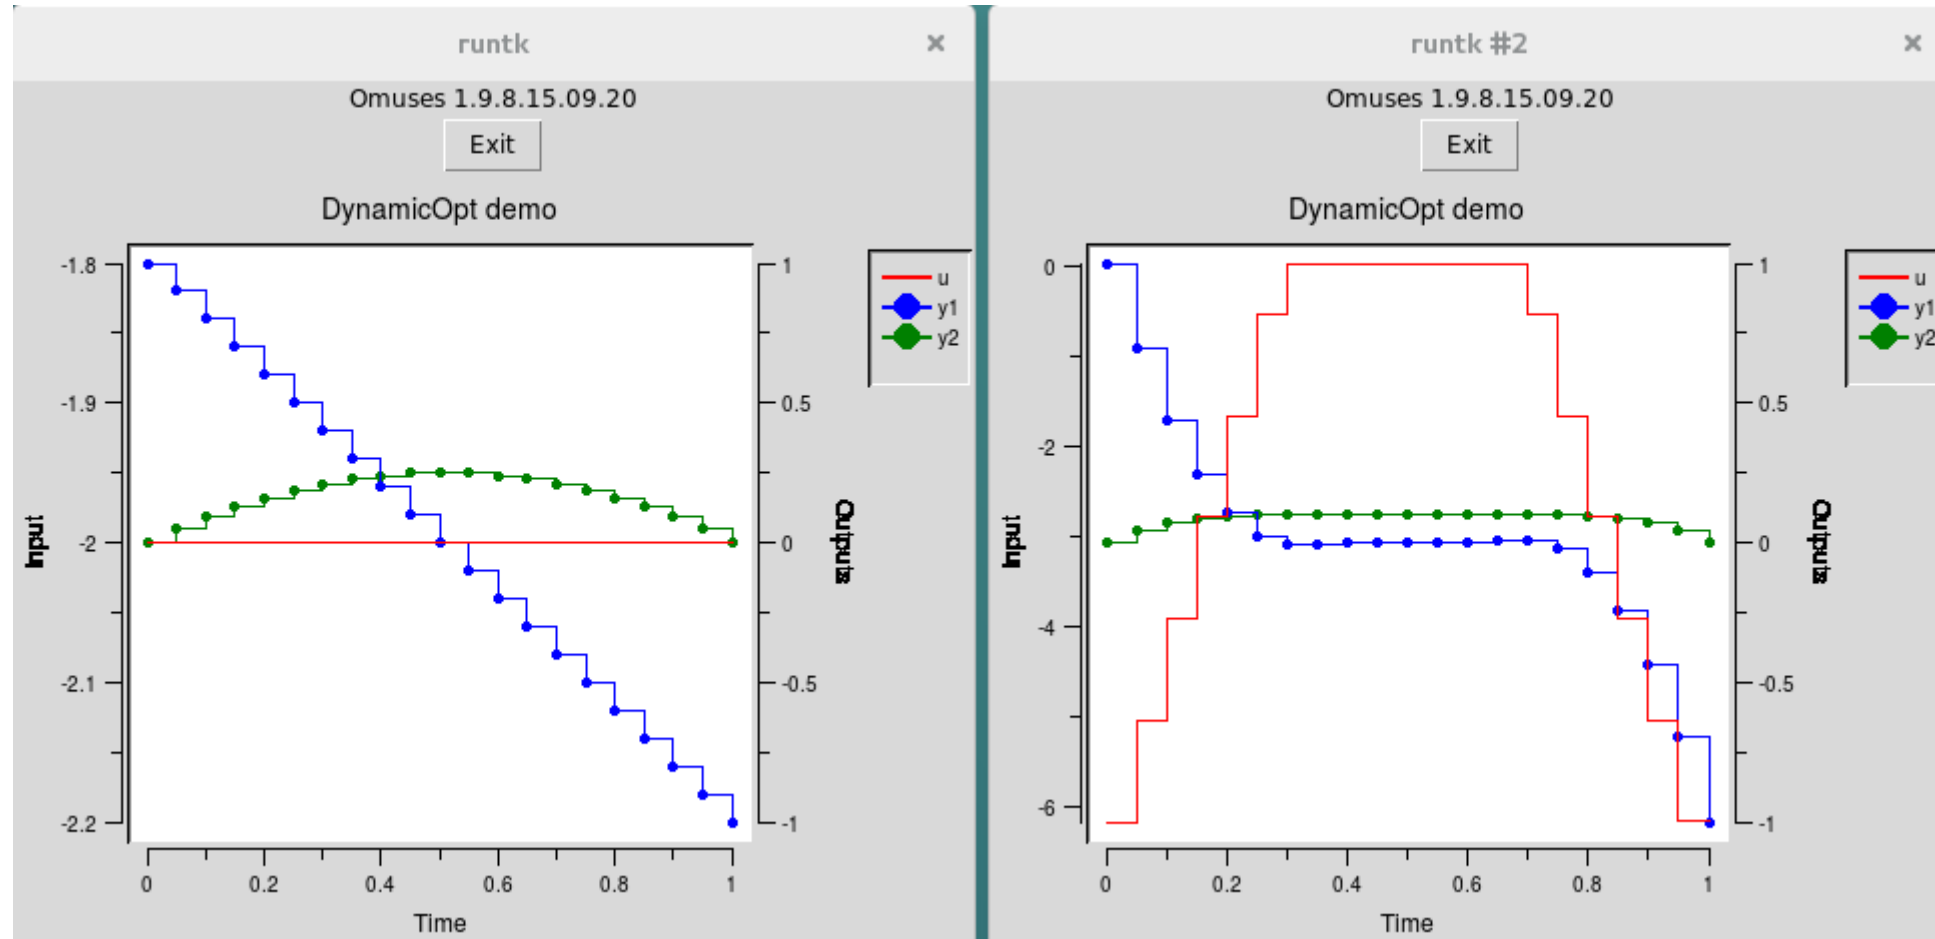 runtk
Omuses 1.9.8.15.09.20
Exit
DynamicOpt demo
-1.8
-1.9
-2
-2.1
-2.2
Input
1
0.5
0
-0.5
-1
Outputs
u
y1
y2
0 0.2 0.4 0.6 0.8 1
Time
runtk #2
Omuses 1.9.8.15.09.20
Exit
DynamicOpt demo
0
-2
-4
-6
Input
1
0.5
0
-0.5
-1
Outputs
u
y1
y2
0 0.2 0.4 0.6 0.8 1
Time